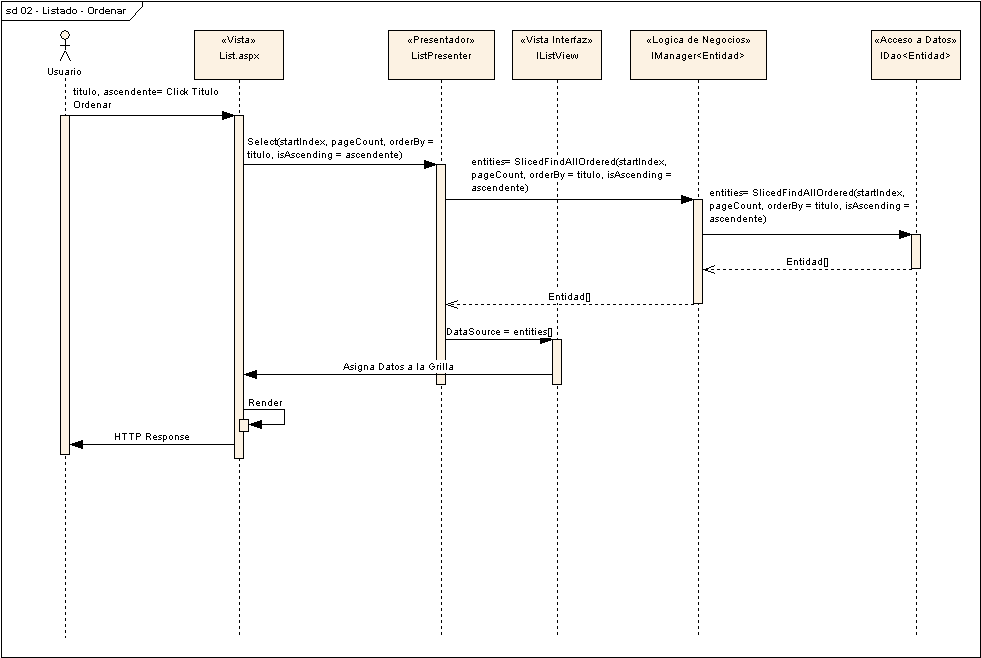 sd 02 - Listado - Ordenar
«Vista»
List.aspx
«Presentador»
ListPresenter
«Vista Interfaz»
IListView
«Logica de Negocios»
IManager<Entidad>
«Acceso a Datos»
IDao<Entidad>
Usuario
titulo, ascendente= Click Titulo
Ordenar
Select(startIndex, pageCount, orderBy =
titulo, isAscending = ascendente)
entities= SlicedFindAllOrdered(startIndex,
pageCount, orderBy = titulo, isAscending =
ascendente)
entities= SlicedFindAllOrdered(startIndex,
pageCount, orderBy = titulo, isAscending =
ascendente)
Entidad[]
Entidad[]
DataSource = entities[]
Asigna Datos a la Grilla
Render
HTTP Response